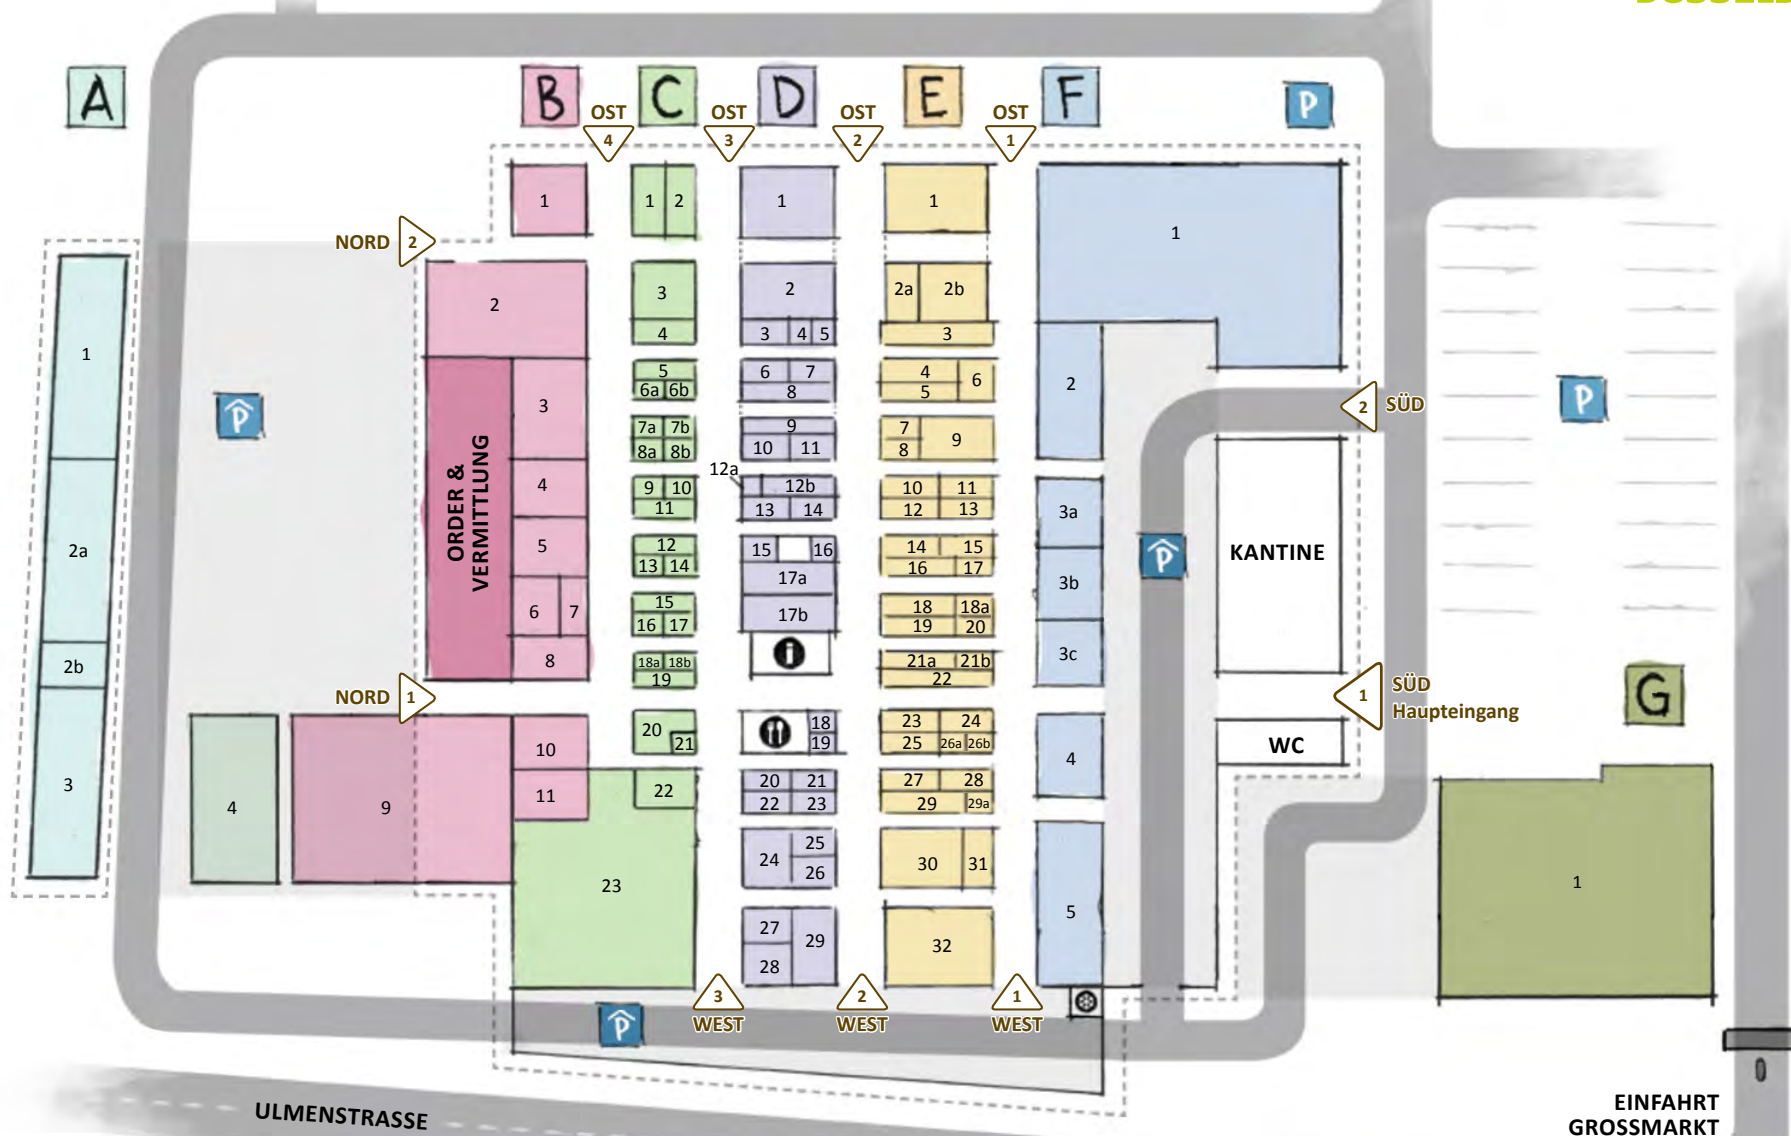 A
B
C
D
E
F
P
OST
4
OST
3
OST
2
OST
1
NORD 2
1
1 2
1
1
1
1
2
3
4
2
3 4 5
2a 2b
3
2
P
3
5
6a 6b
6 7
8
4 6
5
2 SÜD
P
ORDER &
VERMITTLUNG
7a 7b
8a 8b
9
10 11
7 9
8
4
9 10
11
12a
12b
13 14
10 11
12 13
3a
2a
5
12
13 14
15 16
17a
17b
14 15
16 17
3b
P
KANTINE
6 7
15
16 17
18 18a
19 20
2b
8
18a 18b
19
i
21a 21b
22
3c
NORD 1
1 SÜD
Haupteingang
G
3
4
9
10
11
20
21
22
23
18
19
20 21
22 23
24 25
26
27 29
28
23 24
25 26a 26b
27 28
29 29a
30 31
32
4
5
WC
1
P
3
WEST
2
WEST
1
WEST
ULMENSTRASSE
EINFAHRT
GROSSMARKT